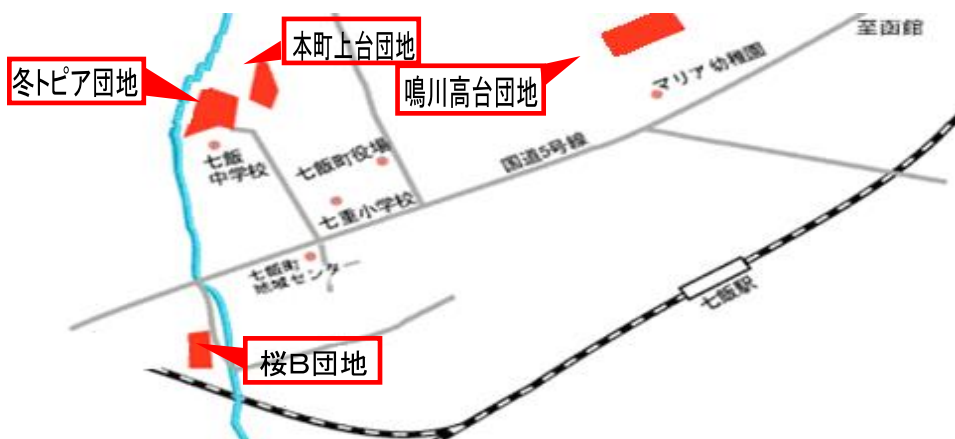 本町上台団地
至函館
冬トピア団地
鳴川高台団地
マリア幼稚園
七飯
中学校
七飯町役場
国道5号線
七重小学校
七飯町
地域センター
七飯駅
桜B団地